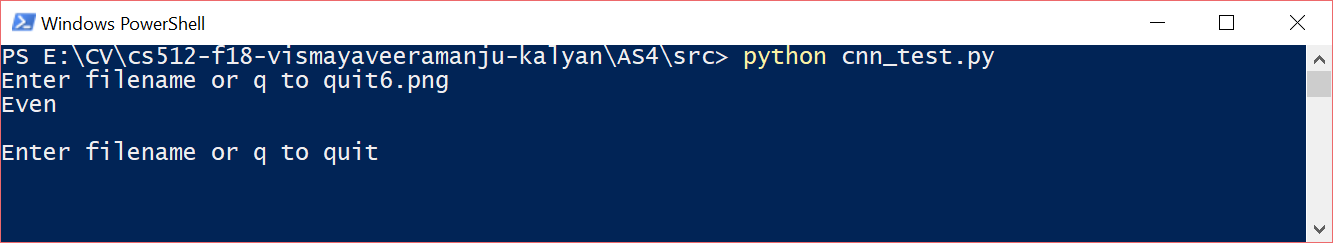 Windows PowerShell
PS E:\CV\cs512-f18-vismayaveeramanju-kalyan\AS4\src> python cnn_test.py
Enter filename or q to quit6.png
Even
Enter filename or q to quit